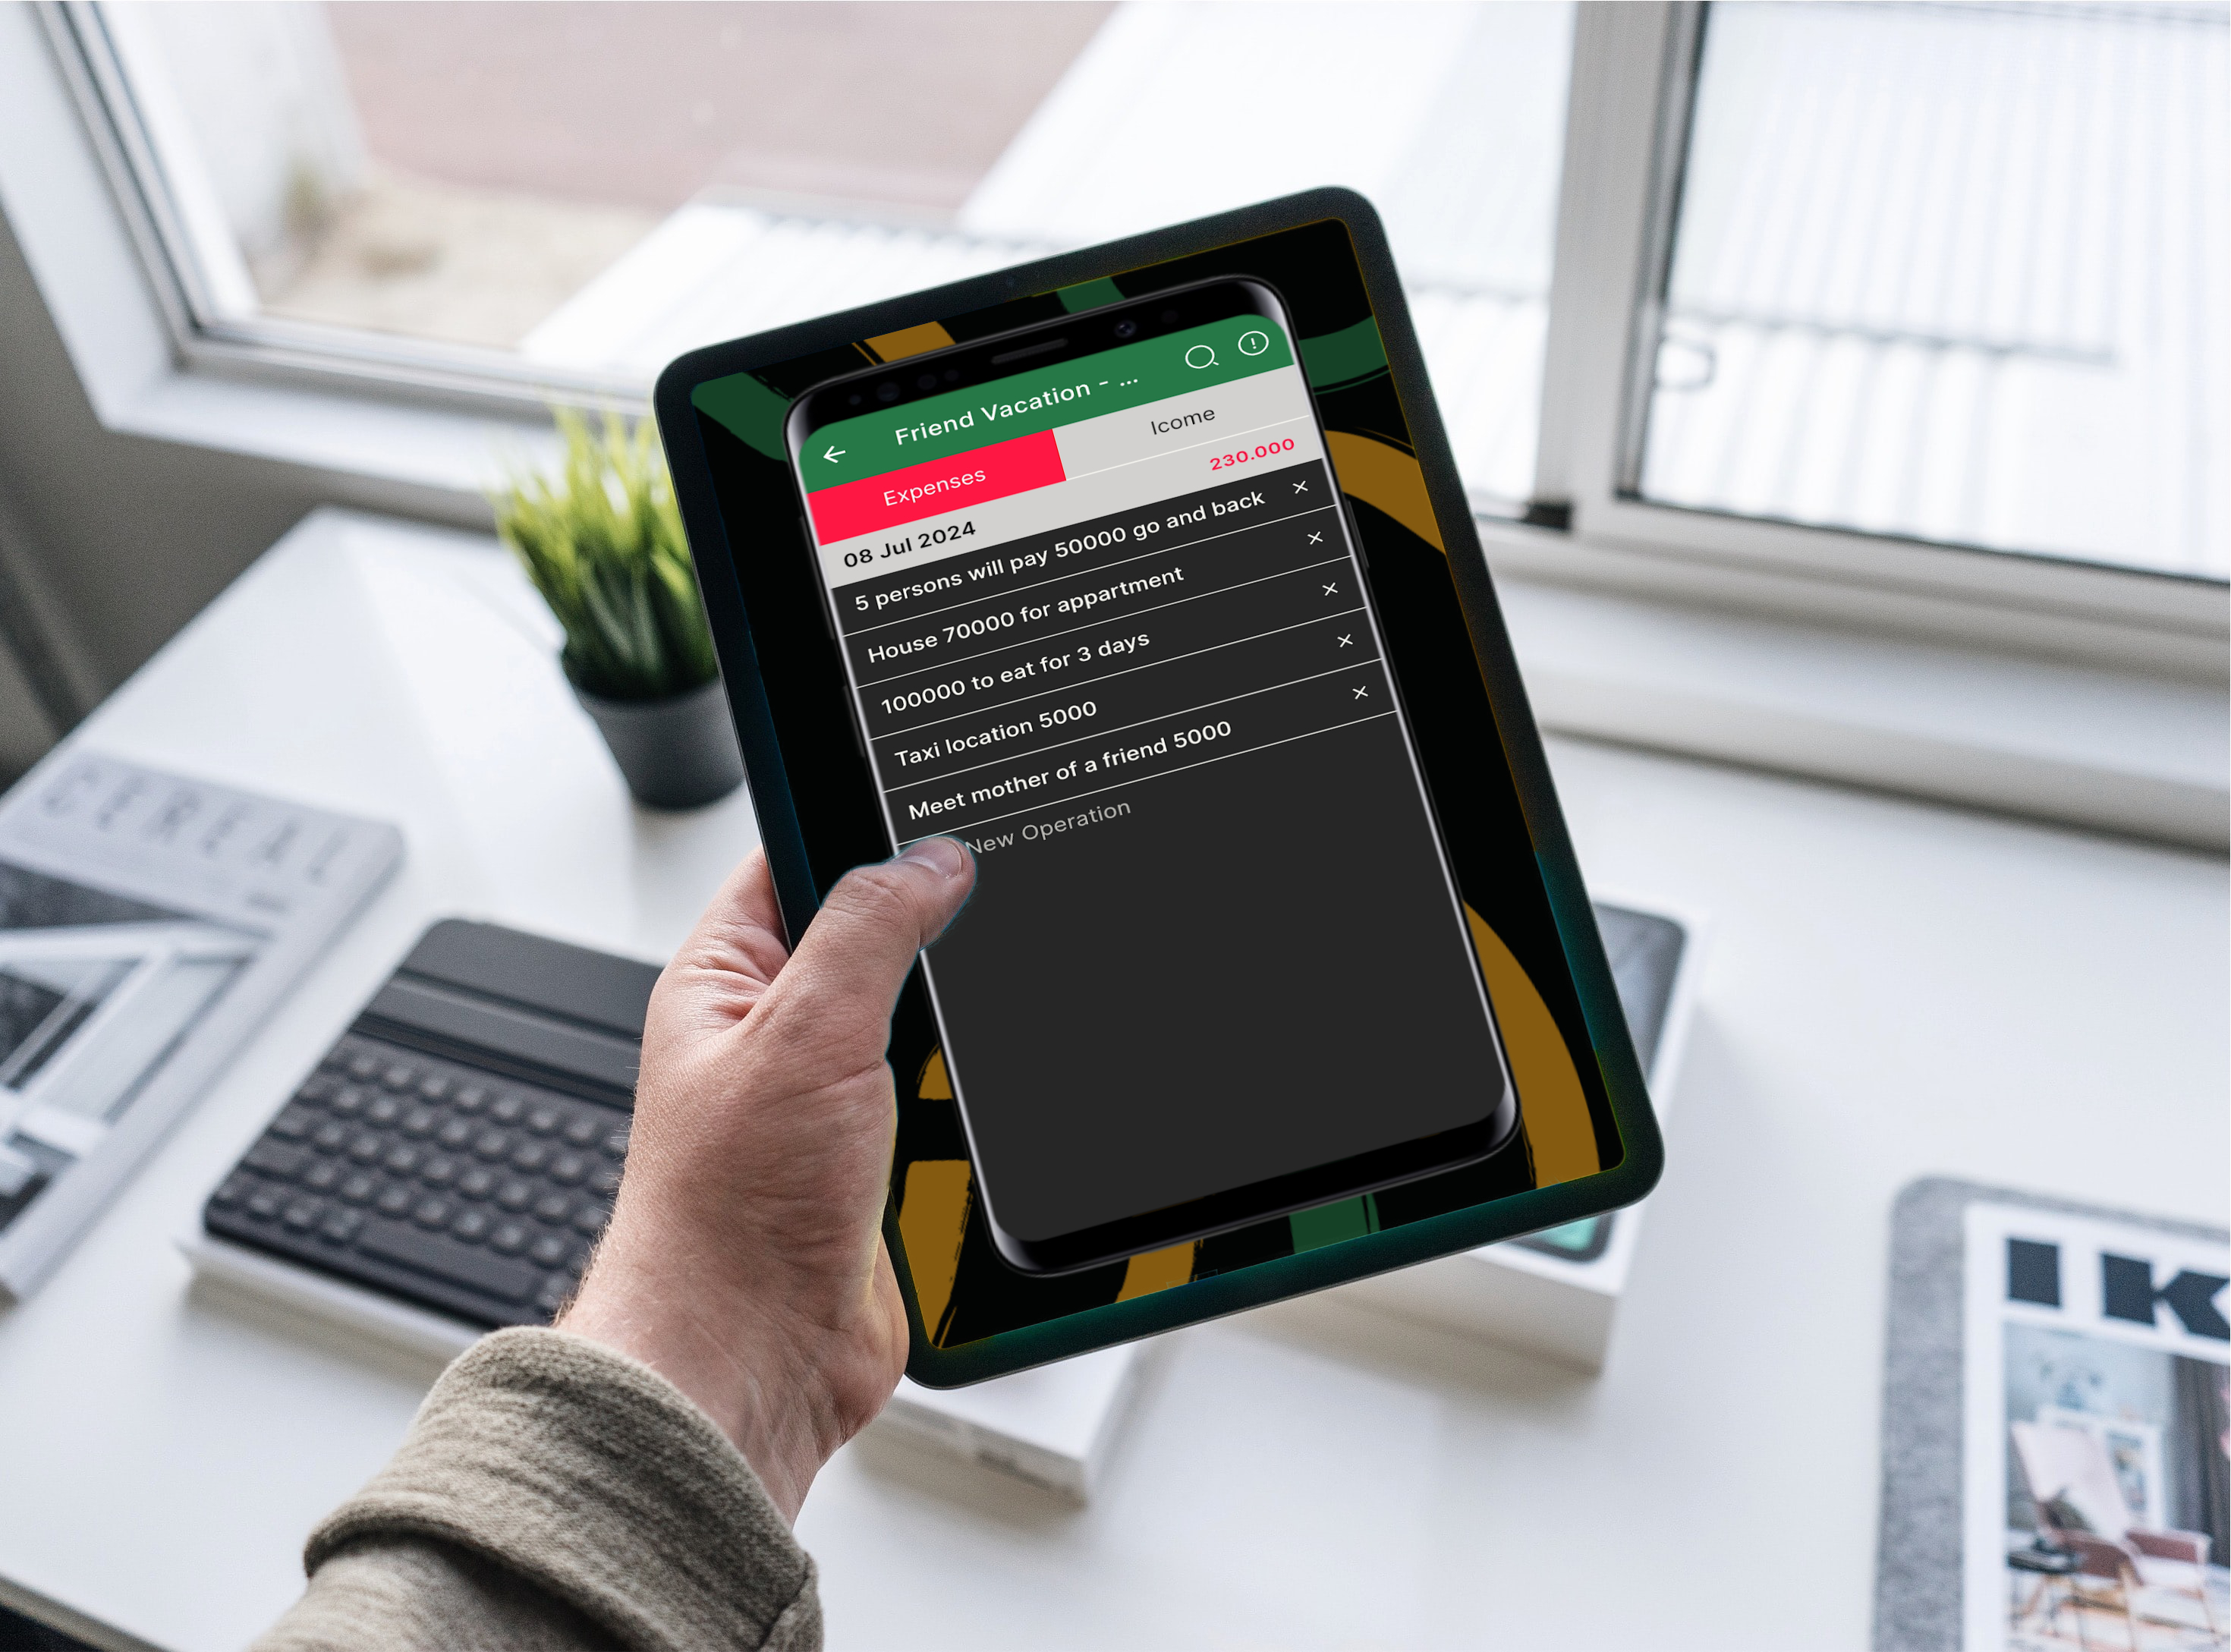 Friend Vacation - ...
Expenses
Icome
08 Jul 2024
230.000
5 persons will pay 50000 go and back
House 70000 for appartment
100000 to eat for 3 days
Taxi location 5000
Meet mother of a friend 5000
New Operation
CEREAL
IK